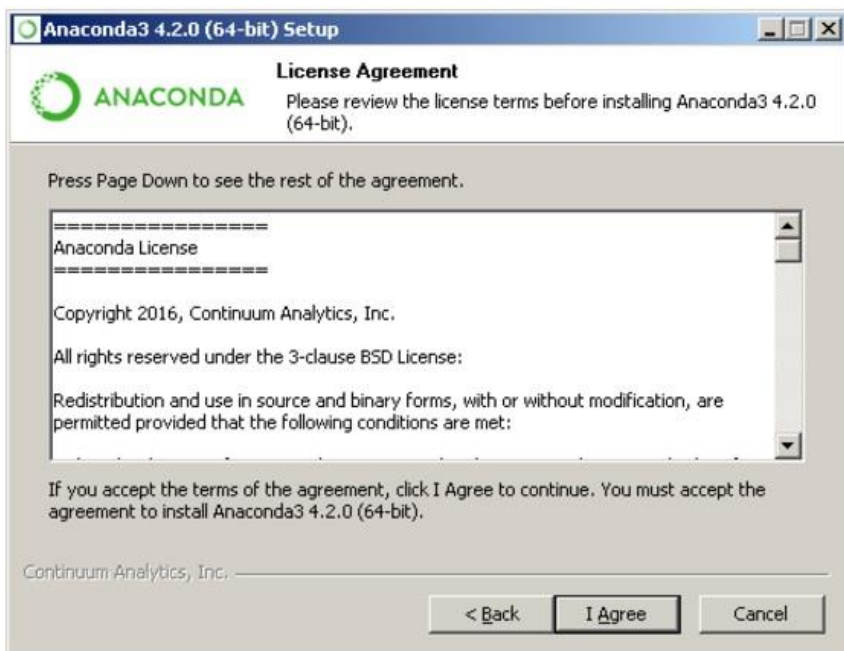 Anaconda3 4.2.0 (64-bit) Setup
ANACONDA
License Agreement
Please review the license terms before installing Anaconda3 4.2.0
(64-bit).
Press Page Down to see the rest of the agreement.
================
Anaconda License
================
Copyright 2016, Continuum Analytics, Inc.
All rights reserved under the 3-clause BSD License:
Redistribution and use in source and binary forms, with or without modification, are
permitted provided that the following conditions are met:
If you accept the terms of the agreement, click I Agree to continue. You must accept the
agreement to install Anaconda3 4.2.0 (64-bit).
Continuum Analytics, Inc.
< Back
I Agree
Cancel